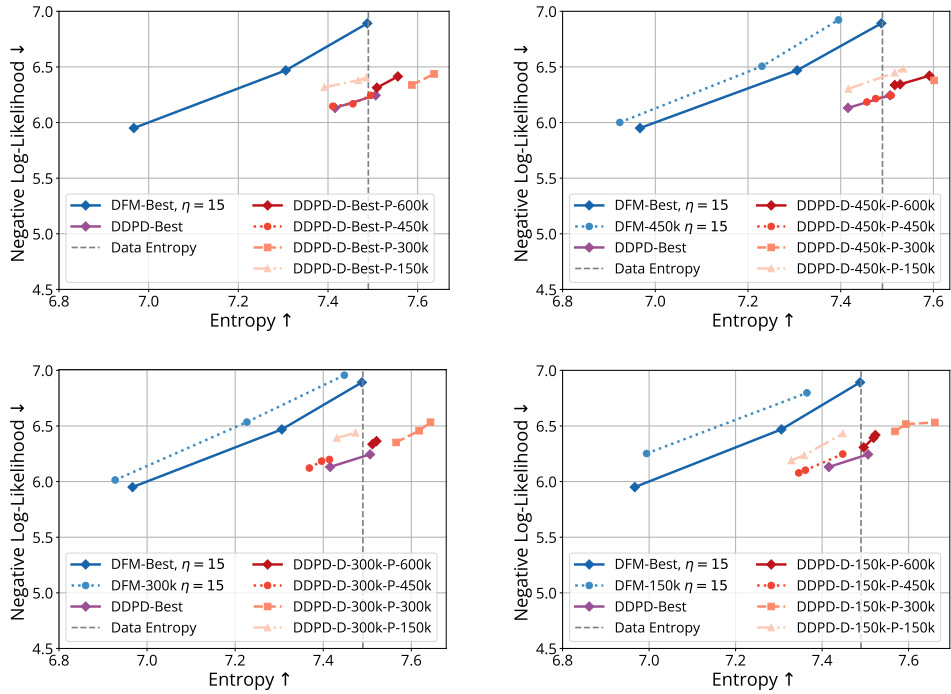 7.0
6.5
6.0
5.5
5.0
4.5
Negative Log-Likelihood ↓
6.8 7.0 7.2 7.4 7.6
Entropy ↑
DFM-Best, η = 15
DDPD-Best
Data Entropy
DDPD-D-Best-P-600k
DDPD-D-Best-P-450k
DDPD-D-Best-P-300k
DDPD-D-Best-P-150k
7.0
6.5
6.0
5.5
5.0
4.5
Negative Log-Likelihood ↓
6.8 7.0 7.2 7.4 7.6
Entropy ↑
DFM-Best, η = 15
DFM-450k η = 15
DDPD-Best
Data Entropy
DDPD-D-450k-P-600k
DDPD-D-450k-P-450k
DDPD-D-450k-P-300k
DDPD-D-450k-P-150k
7.0
6.5
6.0
5.5
5.0
4.5
Negative Log-Likelihood ↓
6.8 7.0 7.2 7.4 7.6
Entropy ↑
DFM-Best, η = 15
DFM-300k η = 15
DDPD-Best
Data Entropy
DDPD-D-300k-P-600k
DDPD-D-300k-P-450k
DDPD-D-300k-P-300k
DDPD-D-300k-P-150k
7.0
6.5
6.0
5.5
5.0
4.5
Negative Log-Likelihood ↓
6.8 7.0 7.2 7.4 7.6
Entropy ↑
DFM-Best, η = 15
DFM-150k η = 15
DDPD-Best
Data Entropy
DDPD-D-150k-P-600k
DDPD-D-150k-P-450k
DDPD-D-150k-P-300k
DDPD-D-150k-P-150k